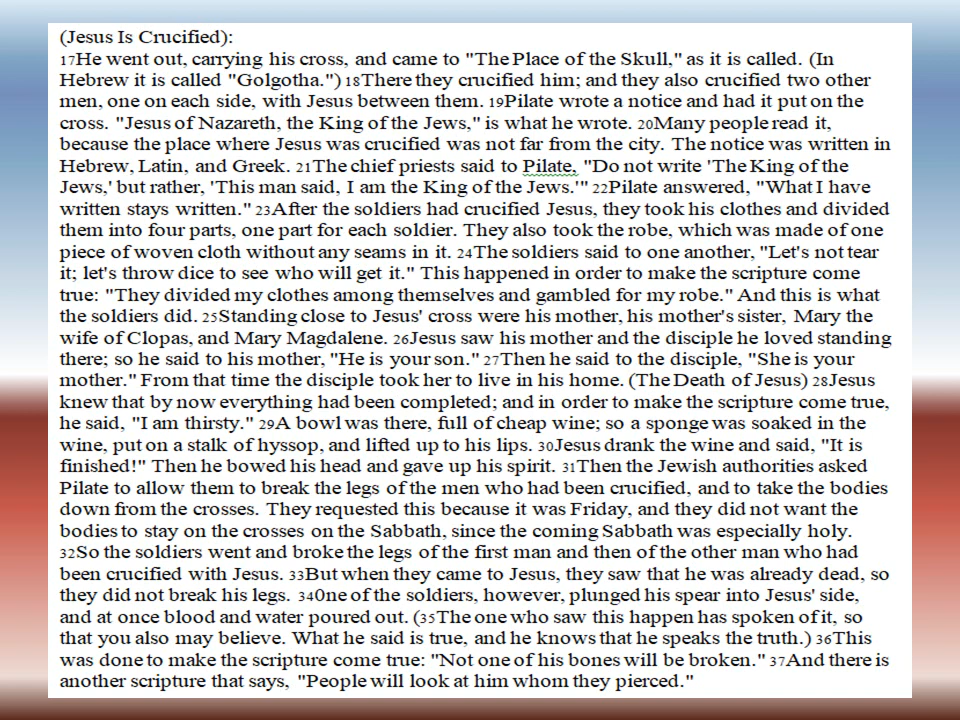 (Jesus Is Crucified):
17He went out, carrying his cross, and came to "The Place of the Skull," as it is called. (In
Hebrew it is called "Golgotha.") 18There they crucified him; and they also crucified two other
men, one on each side, with Jesus between them. 19Pilate wrote a notice and had it put on the
cross. "Jesus of Nazareth, the King of the Jews," is what he wrote. 20Many people read it,
because the place where Jesus was crucified was not far from the city. The notice was written in
Hebrew, Latin, and Greek. 21The chief priests said to Pilate, "Do not write 'The King of the
Jews,' but rather, 'This man said, I am the King of the Jews.'" 22Pilate answered, "What I have
written stays written." 23After the soldiers had crucified Jesus, they took his clothes and divided
them into four parts, one part for each soldier. They also took the robe, which was made of one
piece of woven cloth without any seams in it. 24The soldiers said to one another, "Let's not tear
it; let's throw dice to see who will get it." This happened in order to make the scripture come
true: "They divided my clothes among themselves and gambled for my robe." And this is what
the soldiers did. 25Standing close to Jesus' cross were his mother, his mother's sister, Mary the
wife of Clopas, and Mary Magdalene. 26Jesus saw his mother and the disciple he loved standing
there; so he said to his mother, "He is your son." 27Then he said to the disciple, "She is your
mother." From that time the disciple took her to live in his home. (The Death of Jesus) 28Jesus
knew that by now everything had been completed; and in order to make the scripture come true,
he said, "I am thirsty." 29A bowl was there, full of cheap wine; so a sponge was soaked in the
wine, put on a stalk of hyssop, and lifted up to his lips. 30Jesus drank the wine and said, "It is
finished!" Then he bowed his head and gave up his spirit. 31Then the Jewish authorities asked
Pilate to allow them to break the legs of the men who had been crucified, and to take the bodies
down from the crosses. They requested this because it was Friday, and they did not want the
bodies to stay on the crosses on the Sabbath, since the coming Sabbath was especially holy.
32So the soldiers went and broke the legs of the first man and then of the other man who had
been crucified with Jesus. 33But when they came to Jesus, they saw that he was already dead, so
they did not break his legs. 34One of the soldiers, however, plunged his spear into Jesus' side,
and at once blood and water poured out. (35The one who saw this happen has spoken of it, so
that you also may believe. What he said is true, and he knows that he speaks the truth.) 36This
was done to make the scripture come true: "Not one of his bones will be broken." 37And there is
another scripture that says, "People will look at him whom they pierced."